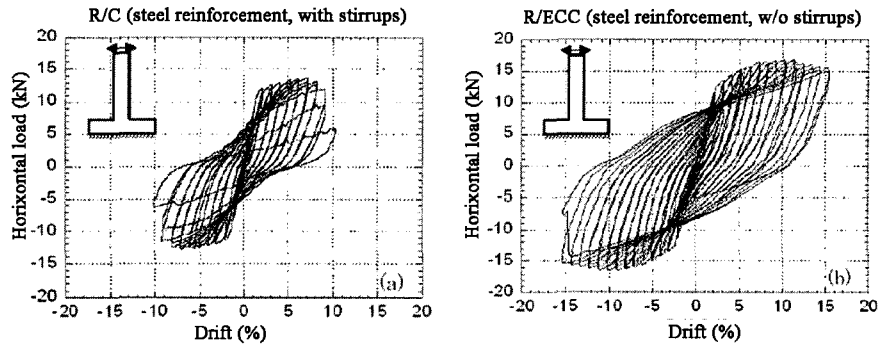 R/C (steel reinforcement, with stirrups)
20
15
10
5
0
-5
-10
-15
-20
Horixontal load (kN)
(a)
-20 -15 -10 -5 0 5 10 15 20
Drift (%)
R/ECC (steel reinforcement, w/o stirrups)
20
15
10
5
0
-5
-10
-15
-20
Horixontal load (kN)
(b)
-20 -15 -10 -5 0 5 10 15 20
Drift (%)